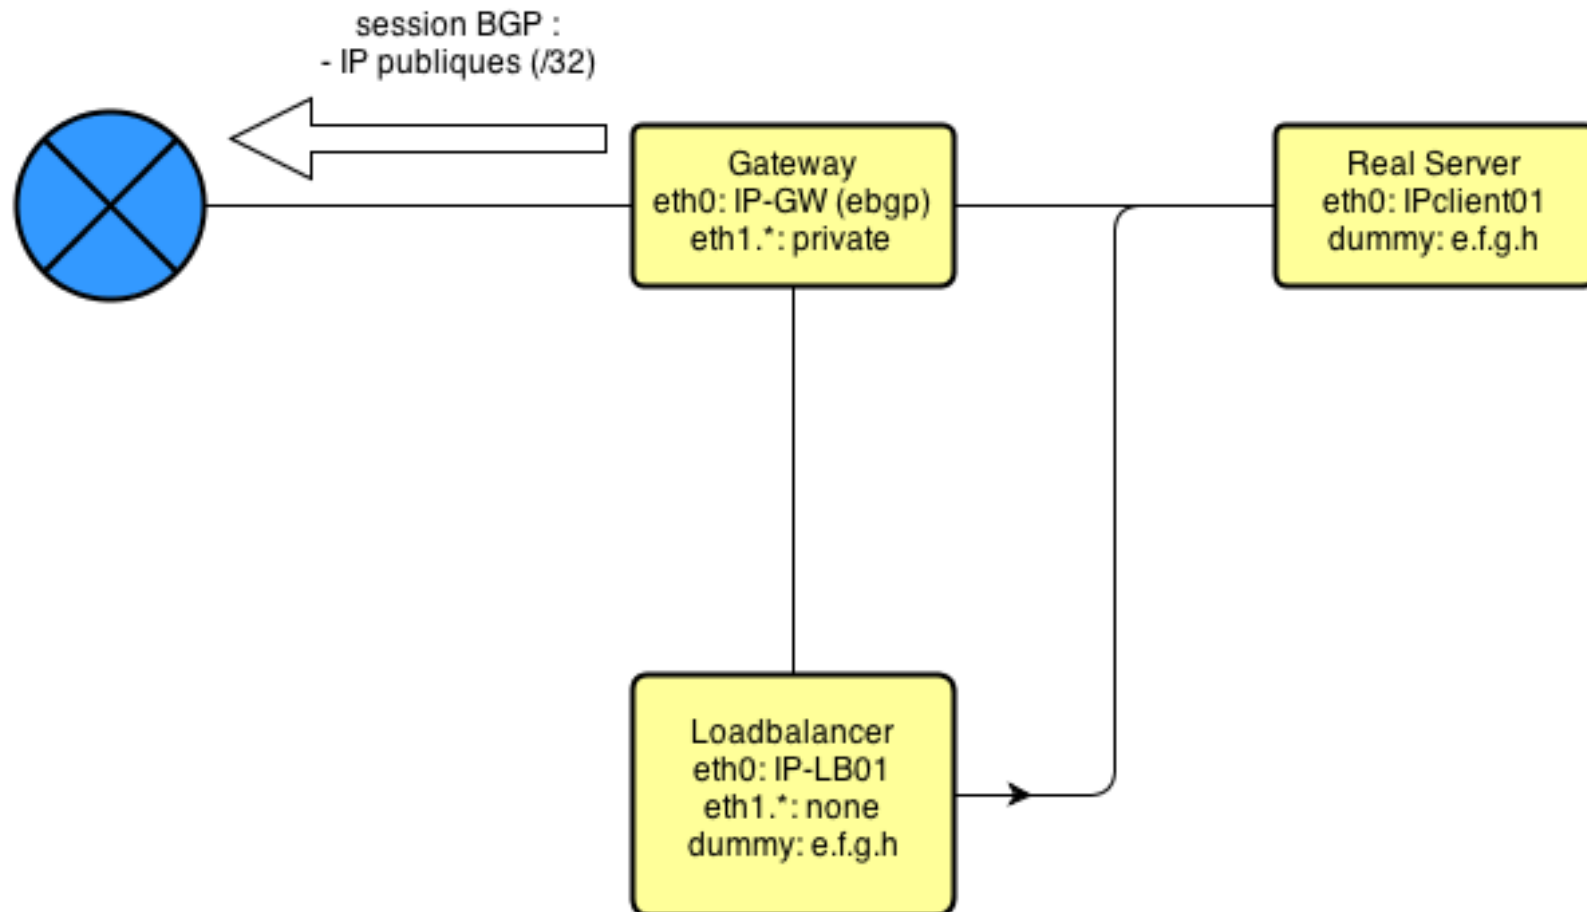 session BGP :
- IP publiques (/32)
Gateway
eth0: IP-GW (ebgp)
eth1.*: private
Real Server
eth0: IPclient01
dummy: e.f.g.h
Loadbalancer
eth0: IP-LB01
eth1.*: none
dummy: e.f.g.h